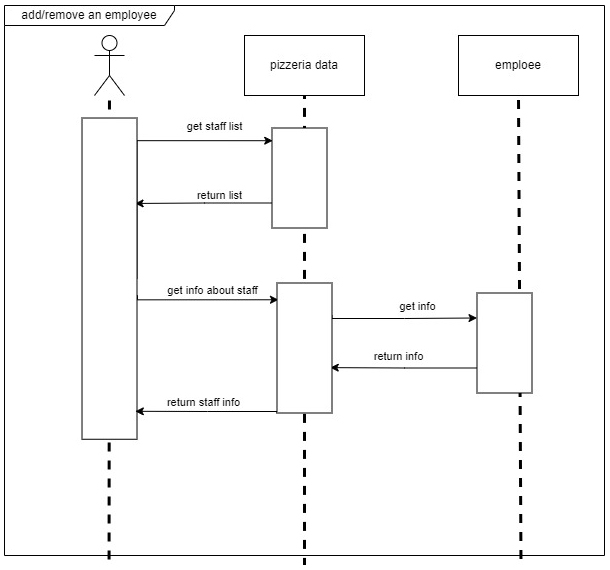 add/remove an employee
pizzeria data
emploee
get staff list
return list
get info about staff
get info
return info
return staff info